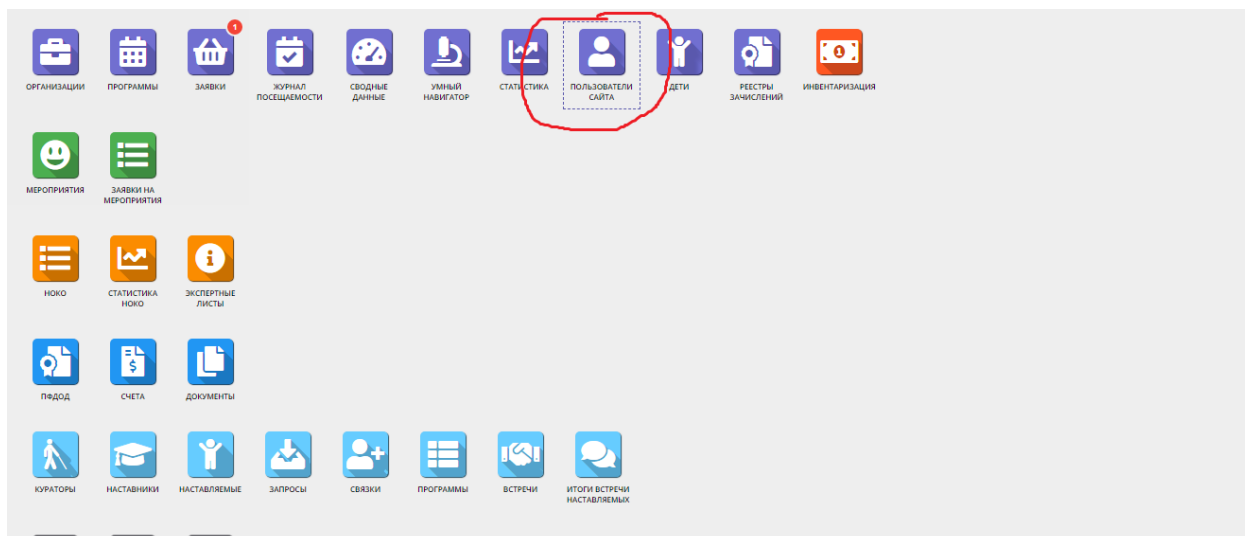 1
ОРГАНИЗАЦИИ ПРОГРАММЫ ЗАЯВКИ ЖУРНАЛ ПОСЕЩАЕМОСТИ СВОДНЫЕ ДАННЫЕ УМНЫЙ НАВИГАТОР СТАТИСТИКА ПОЛЬЗОВАТЕЛИ САЙТА ДЕТИ РЕЕСТРЫ ЗАЧИСЛЕНИЙ ИНВЕНТАРИЗАЦИЯ
МЕРОПРИЯТИЯ ЗАЯВКИ НА МЕРОПРИЯТИЯ
НОКО СТАТИСТИКА НОКО ЭКСПЕРТНЫЕ ЛИСТЫ
ПФДОД СЧЕТА ДОКУМЕНТЫ
КУРАТОРЫ НАСТАВНИКИ НАСТАВЛЯЕМЫЕ ЗАПРОСЫ СВЯЗКИ ПРОГРАММЫ ВСТРЕЧИ ИТОГИ ВСТРЕЧИ НАСТАВЛЯЕМЫХ